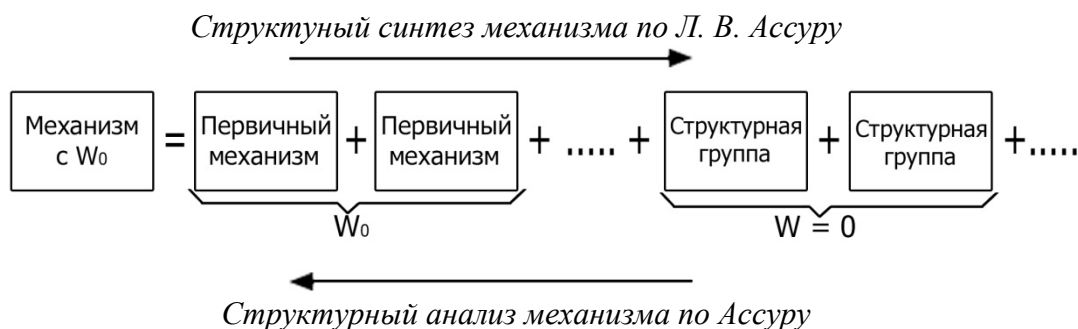 Структуный синтез механизма по Л. В. Ассуру
Механизм с W₀ = Первичный механизм + Первичный механизм + ..... + Структурная группа + Структурная группа +.....
W₀ W = 0
Структурный анализ механизма по Ассуру